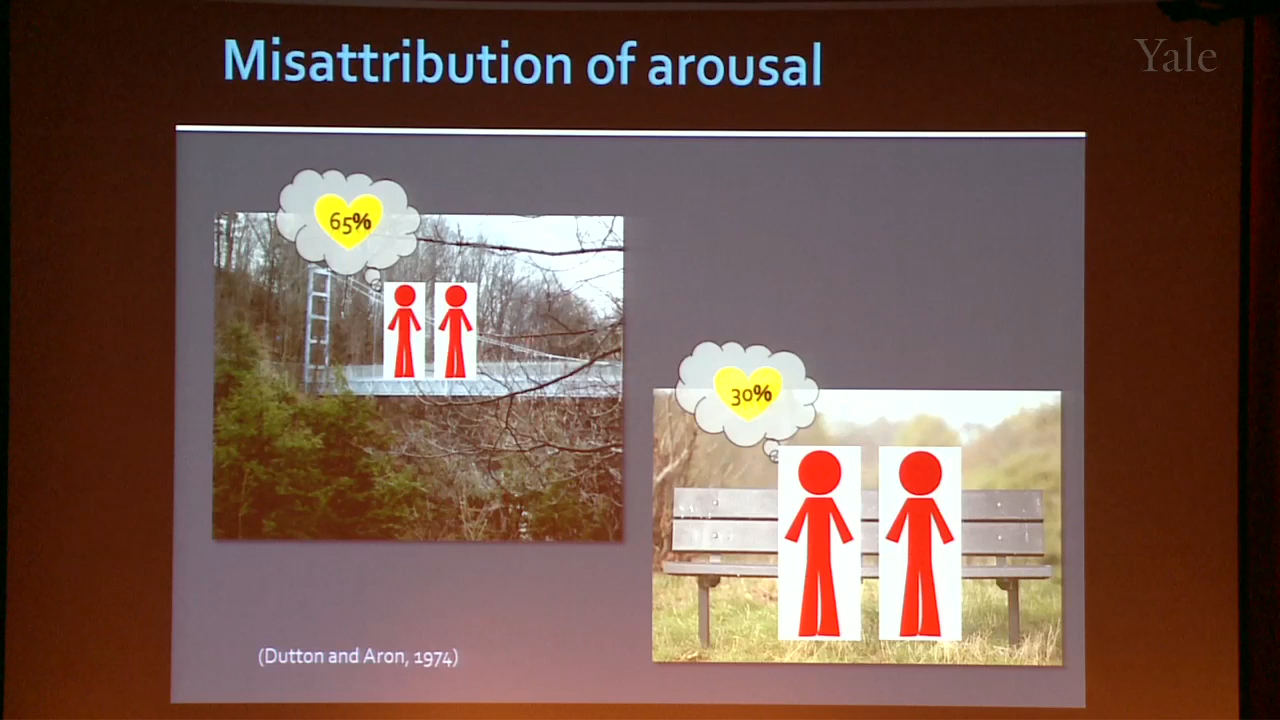 Misattribution of arousal
Yale
65%
30%
(Dutton and Aron, 1974)